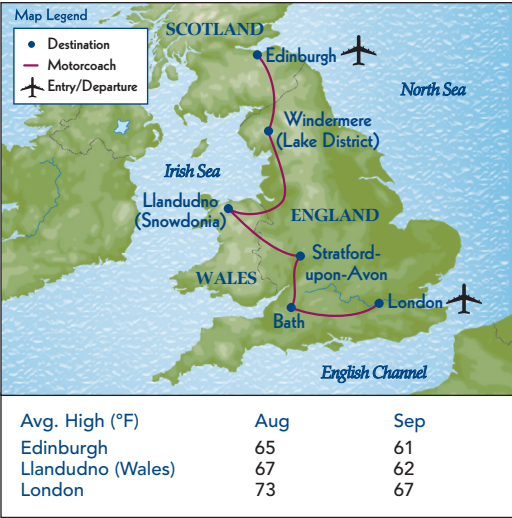 Map Legend
Destination
Motorcoach
Entry/Departure
SCOTLAND
Edinburgh
North Sea
Windermere
(Lake District)
Irish Sea
Llandudno
(Snowdonia)
ENGLAND
Stratford-
upon-Avon
WALES
London
Bath
English Channel
Avg. High (°F) Aug Sep
Edinburgh 65 61
Llandudno (Wales) 67 62
London 73 67